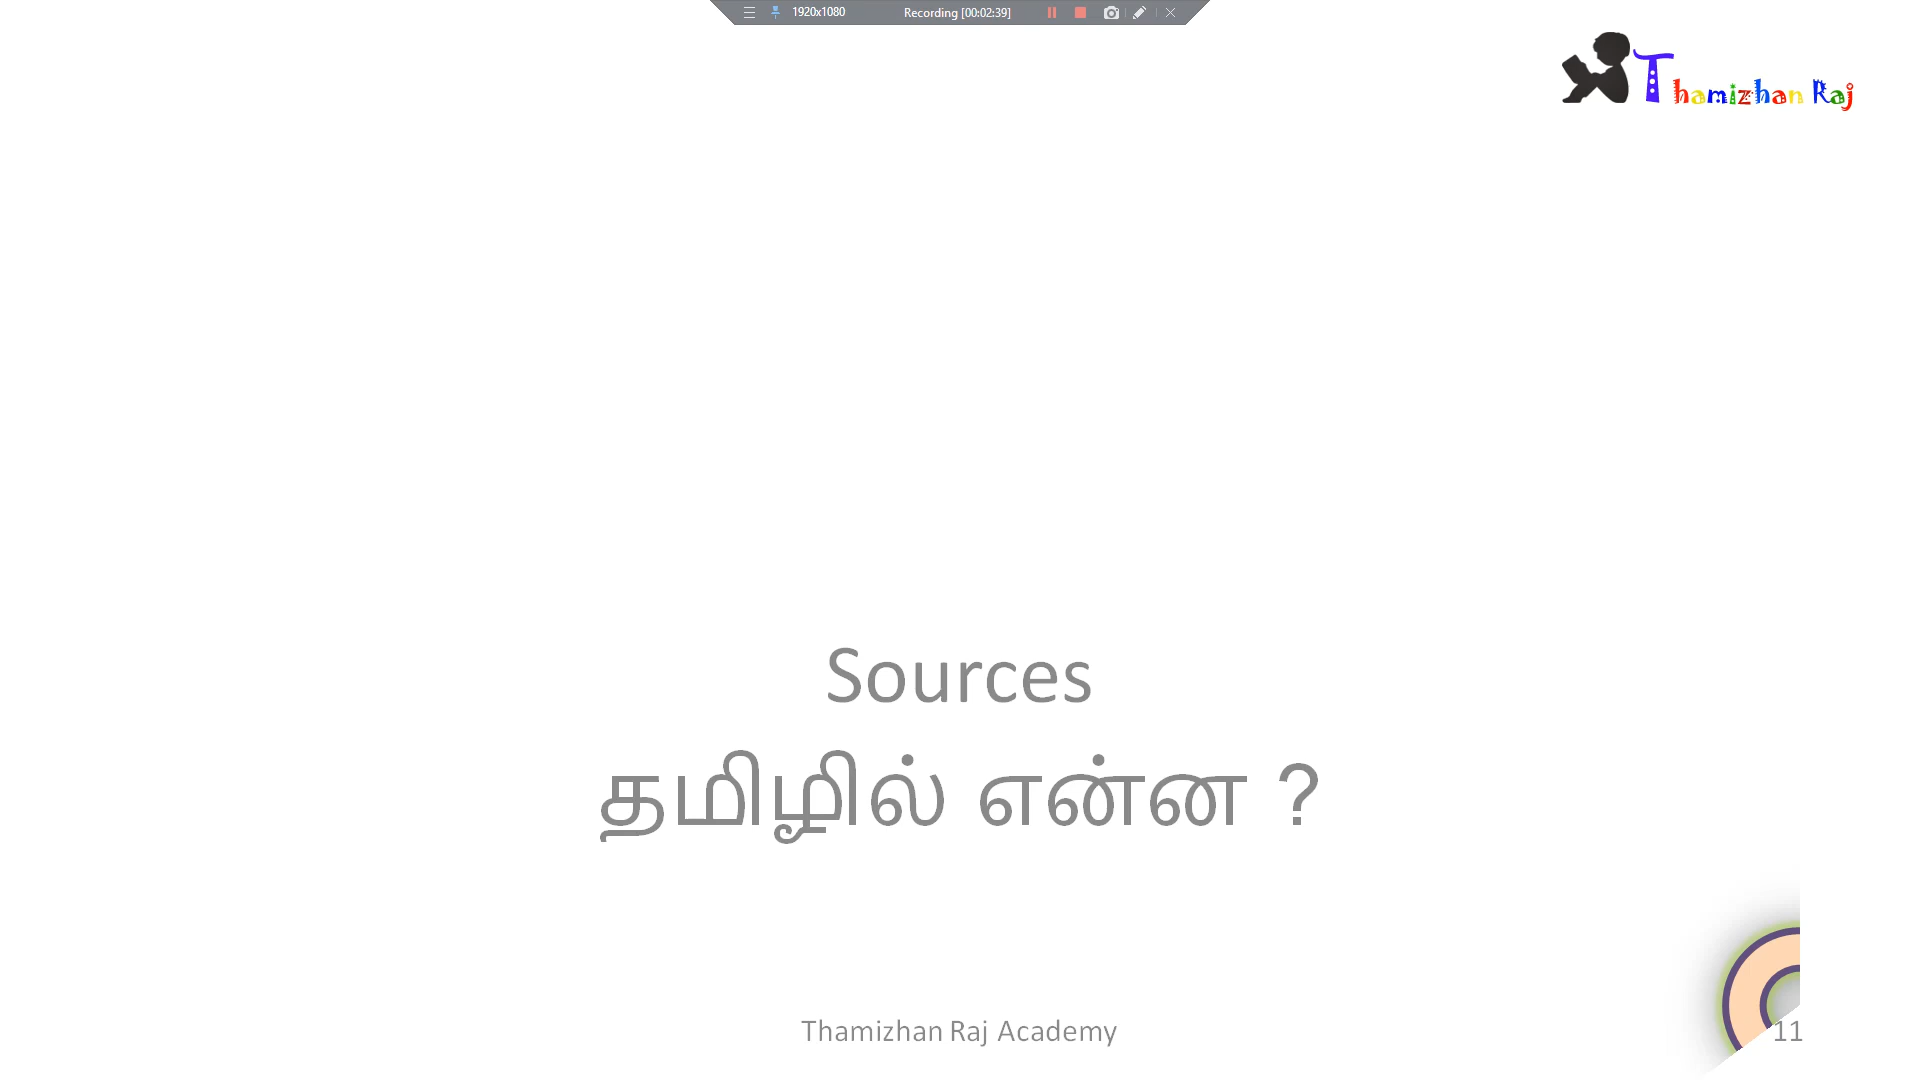 1920x1080 Recording [00:02:39]
Thamizhan Raj
Sources
தமிழில் என்ன ?
Thamizhan Raj Academy
11